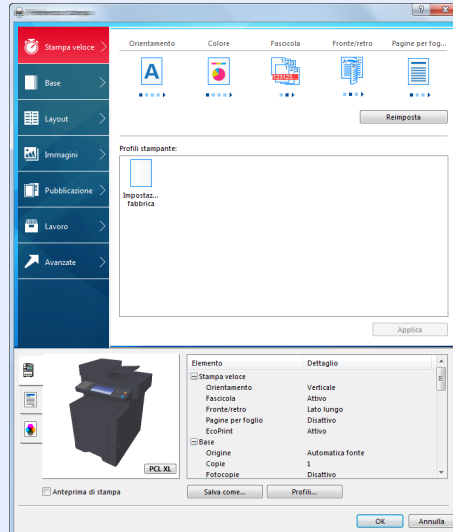 Stampa veloce
Base
Layout
Immagini
Pubblicazione
Lavoro
Avanzate
Orientamento Colore Fascicola Fronte/retro Pagine per fog...
A
123123
ABC
Reimposta
Profili stampante:
Impostaz...
fabbrica
Applica
Elemento Dettaglio
Stampa veloce
Orientamento Verticale
Fascicola Attivo
Fronte/retro Lato lungo
Pagine per foglio Disattivo
EcoPrint Attivo
Base
Origine Automatica fonte
Copie 1
Fotocopie Disattivo
PCL XL
Anteprima di stampa
Salva come... Profili...
OK Annulla